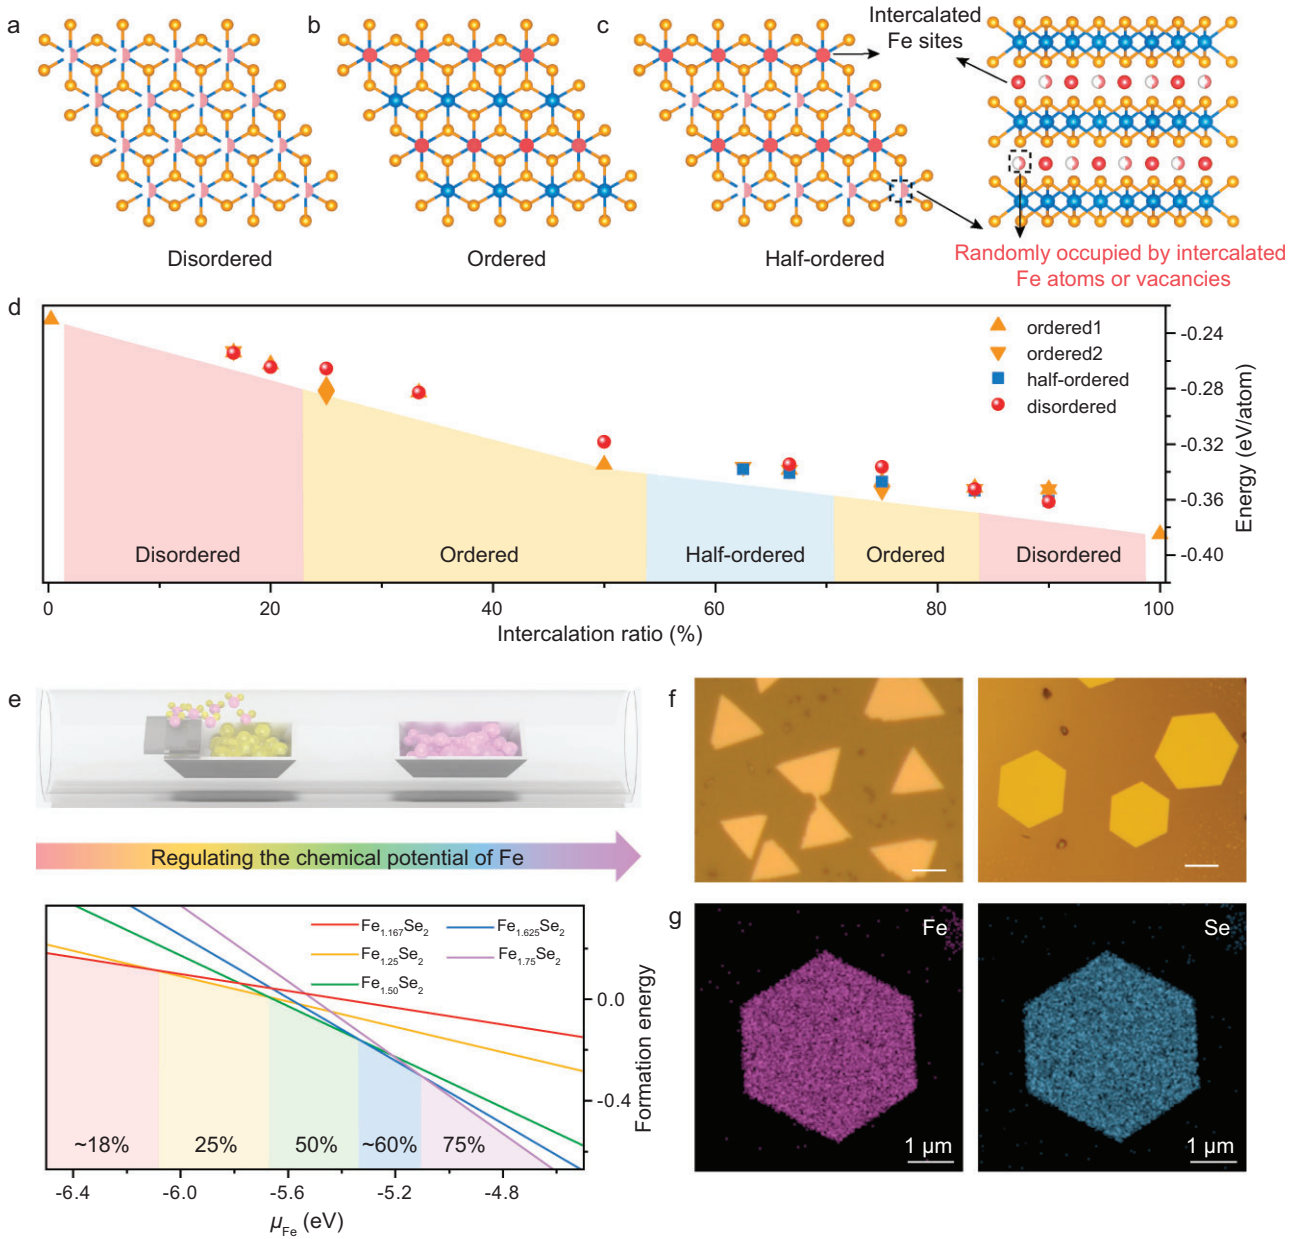 a
b
c
Intercalated
Fe sites
Disordered
Ordered
Half-ordered
Randomly occupied by intercalated
Fe atoms or vacancies
d
ordered1
ordered2
half-ordered
disordered
-0.24
-0.28
-0.32
-0.36
-0.40
Energy (eV/atom)
Disordered
Ordered
Half-ordered
Ordered
Disordered
0
20
40
60
80
100
Intercalation ratio (%)
e
Regulating the chemical potential of Fe
Fe1.167Se2
Fe1.25Se2
Fe1.50Se2
Fe1.625Se2
Fe1.75Se2
0.0
-0.4
Formation energy
~18%
25%
50%
~60%
75%
-6.4
-6.0
-5.6
-5.2
-4.8
μFe (eV)
f
g
Fe
1 μm
Se
1 μm